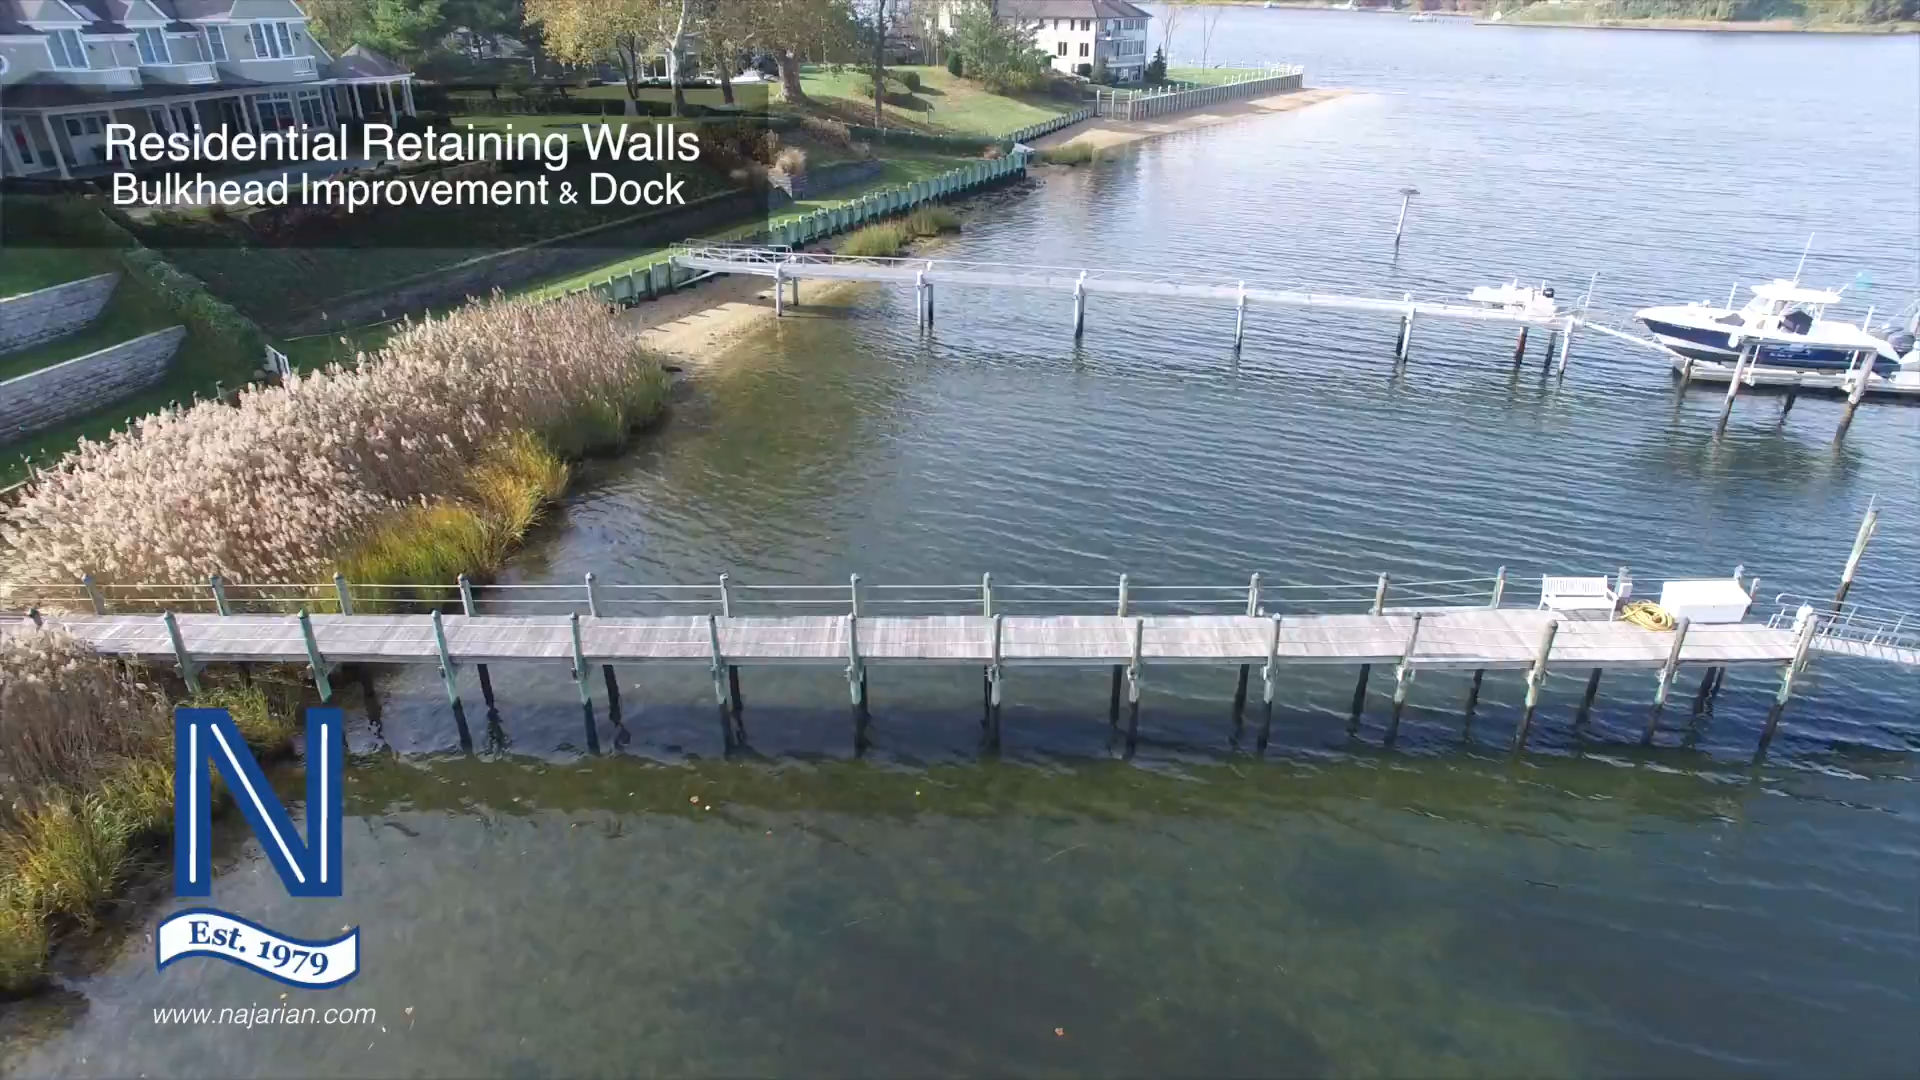 Residential Retaining Walls
Bulkhead Improvement & Dock
N
Est. 1979
www.najarian.com